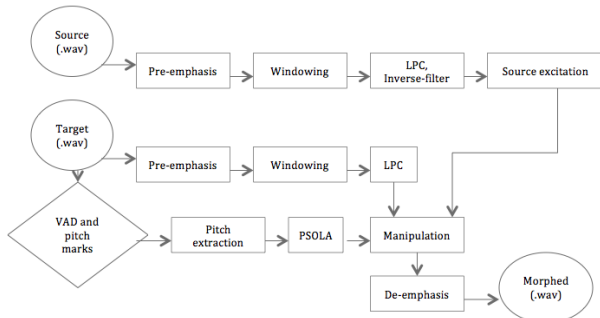 Source
(.wav)
Pre-emphasis
Windowing
LPC,
Inverse-filter
Source excitation
Target
(.wav)
Pre-emphasis
Windowing
LPC
VAD and
pitch
marks
Pitch
extraction
PSOLA
Manipulation
De-emphasis
Morphed
(.wav)